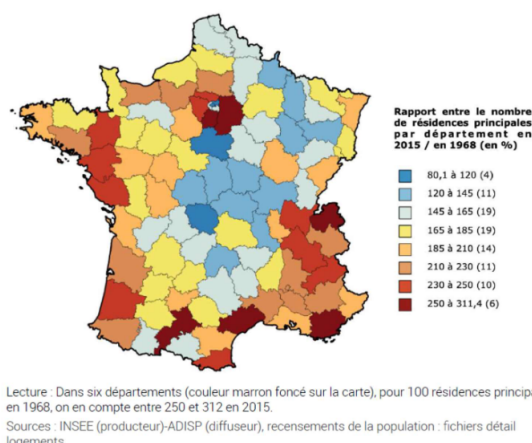 Rapport entre le nombre
de résidences principales
par département en
2015 / en 1968 (en %)
80,1 à 120 (4)
120 à 145 (11)
145 à 165 (19)
165 à 185 (19)
185 à 210 (14)
210 à 230 (11)
230 à 250 (10)
250 à 311,4 (6)
Lecture : Dans six départements (couleur marron foncé sur la carte), pour 100 résidences principa
en 1968, on en compte entre 250 et 312 en 2015.
Sources : INSEE (producteur)-ADISP (diffuseur), recensements de la population : fichiers détail
logements